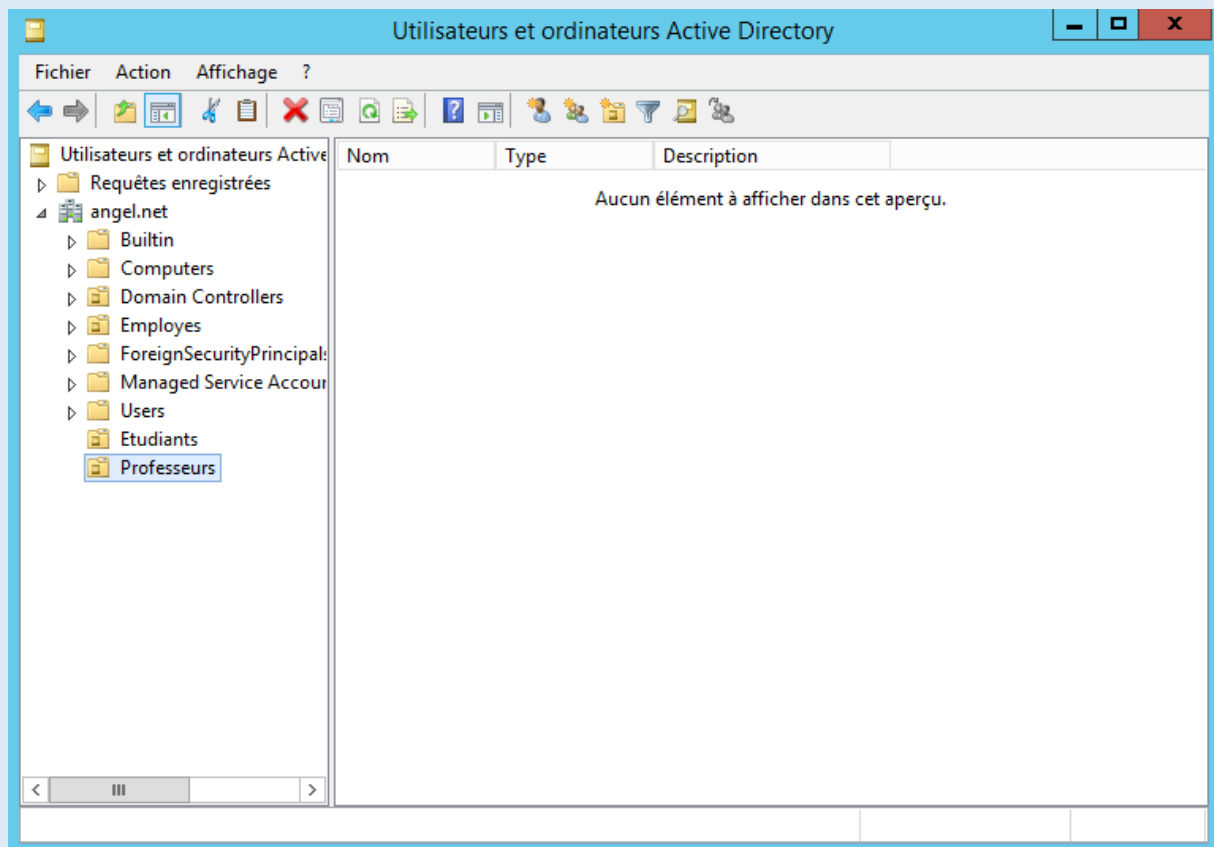 Utilisateurs et ordinateurs Active Directory
Fichier Action Affichage ?
Utilisateurs et ordinateurs Active
Requêtes enregistrées
angel.net
Builtin
Computers
Domain Controllers
Employes
ForeignSecurityPrincipals
Managed Service Accour
Users
Etudiants
Professeurs
Nom Type Description
Aucun élément à afficher dans cet aperçu.